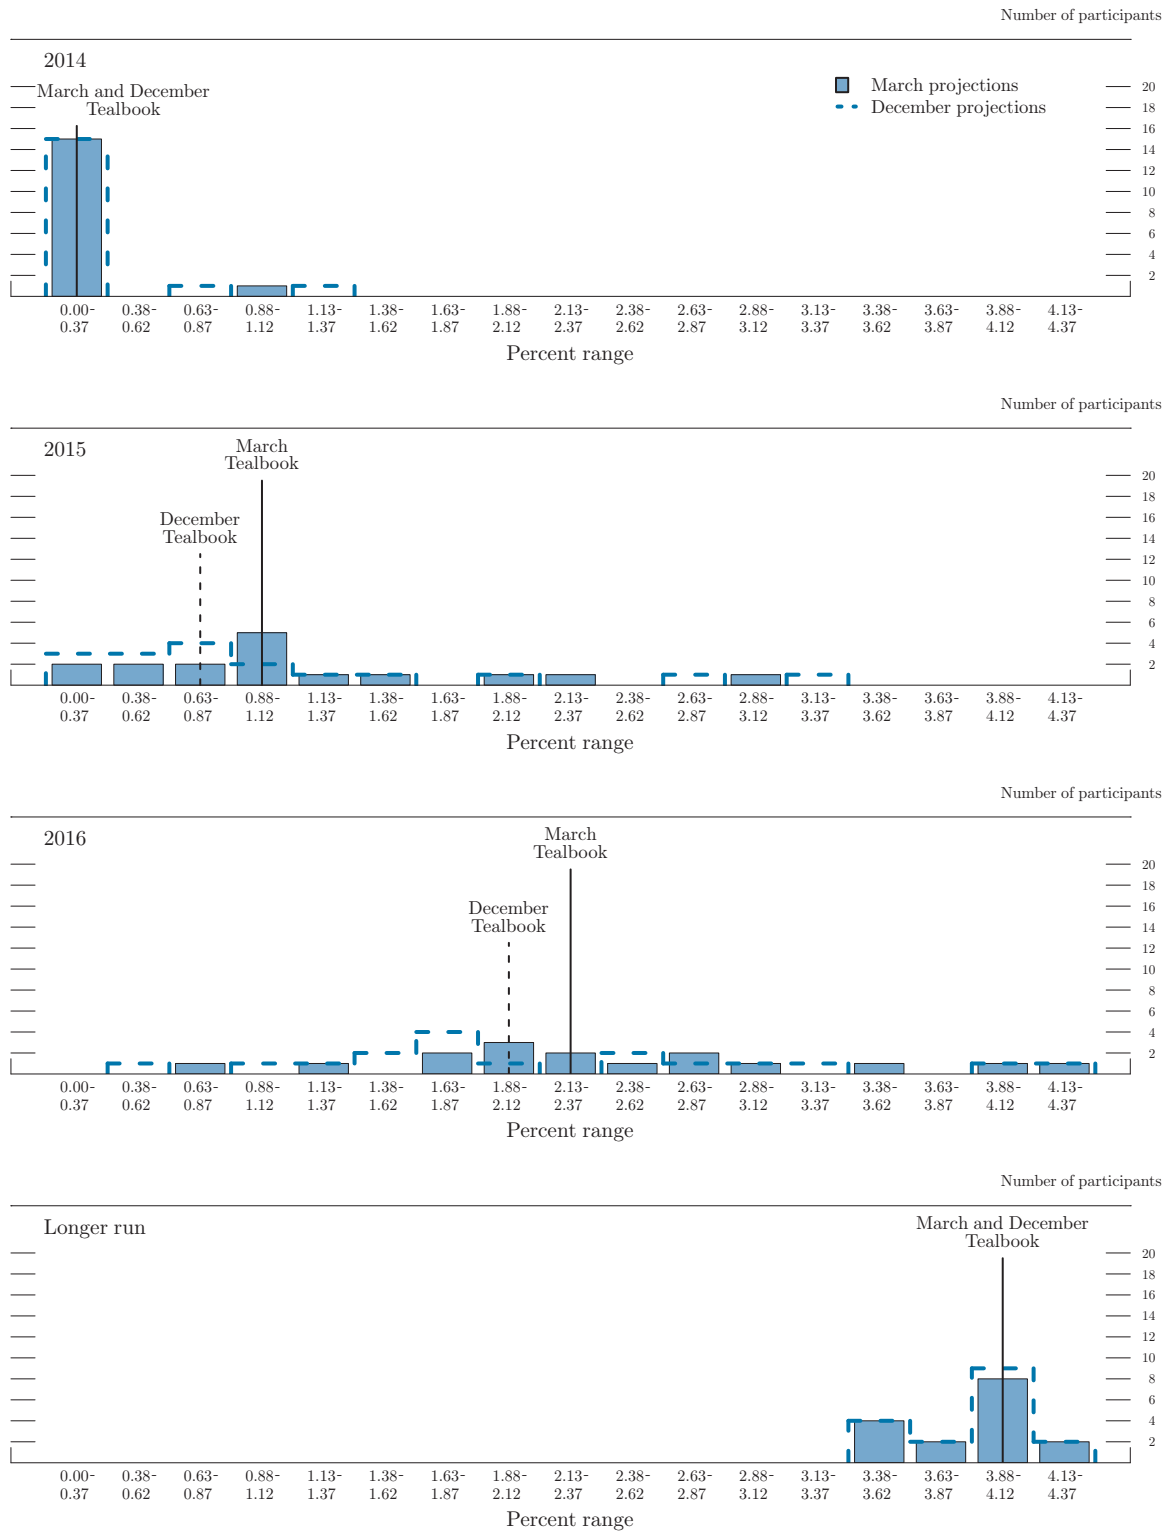 Number of participants
2014
March and December
Tealbook
March projections
December projections
20
18
16
14
12
10
8
6
4
2
0.00- 0.38- 0.63- 0.88- 1.13- 1.38- 1.63- 1.88- 2.13- 2.38- 2.63- 2.88- 3.13- 3.38- 3.63- 3.88- 4.13-
0.37 0.62 0.87 1.12 1.37 1.62 1.87 2.12 2.37 2.62 2.87 3.12 3.37 3.62 3.87 4.12 4.37
Percent range
Number of participants
2015
March
Tealbook
December
Tealbook
20
18
16
14
12
10
8
6
4
2
0.00- 0.38- 0.63- 0.88- 1.13- 1.38- 1.63- 1.88- 2.13- 2.38- 2.63- 2.88- 3.13- 3.38- 3.63- 3.88- 4.13-
0.37 0.62 0.87 1.12 1.37 1.62 1.87 2.12 2.37 2.62 2.87 3.12 3.37 3.62 3.87 4.12 4.37
Percent range
Number of participants
2016
March
Tealbook
December
Tealbook
20
18
16
14
12
10
8
6
4
2
0.00- 0.38- 0.63- 0.88- 1.13- 1.38- 1.63- 1.88- 2.13- 2.38- 2.63- 2.88- 3.13- 3.38- 3.63- 3.88- 4.13-
0.37 0.62 0.87 1.12 1.37 1.62 1.87 2.12 2.37 2.62 2.87 3.12 3.37 3.62 3.87 4.12 4.37
Percent range
Number of participants
Longer run
March and December
Tealbook
20
18
16
14
12
10
8
6
4
2
0.00- 0.38- 0.63- 0.88- 1.13- 1.38- 1.63- 1.88- 2.13- 2.38- 2.63- 2.88- 3.13- 3.38- 3.63- 3.88- 4.13-
0.37 0.62 0.87 1.12 1.37 1.62 1.87 2.12 2.37 2.62 2.87 3.12 3.37 3.62 3.87 4.12 4.37
Percent range